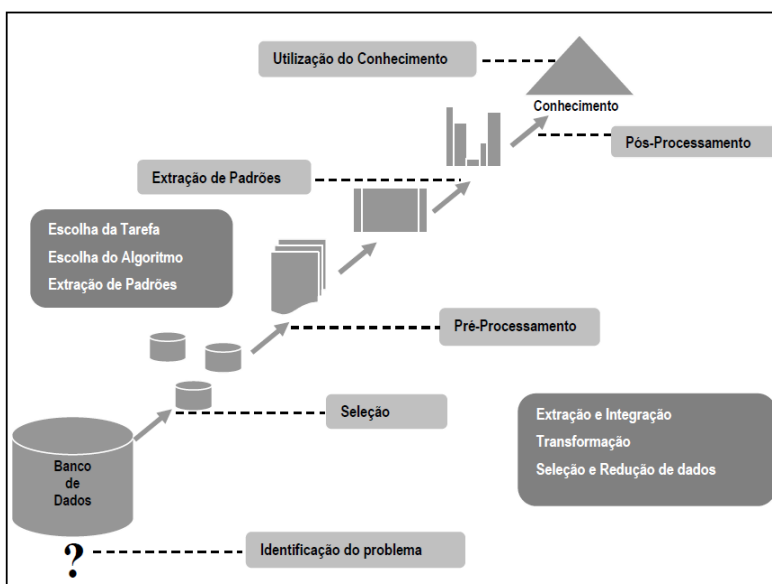 Utilização do Conhecimento
Conhecimento
Pós-Processamento
Extração de Padrões
Escolha da Tarefa
Escolha do Algoritmo
Extração de Padrões
Pré-Processamento
Seleção
Extração e Integração
Transformação
Seleção e Redução de dados
Banco
de
Dados
?
Identificação do problema